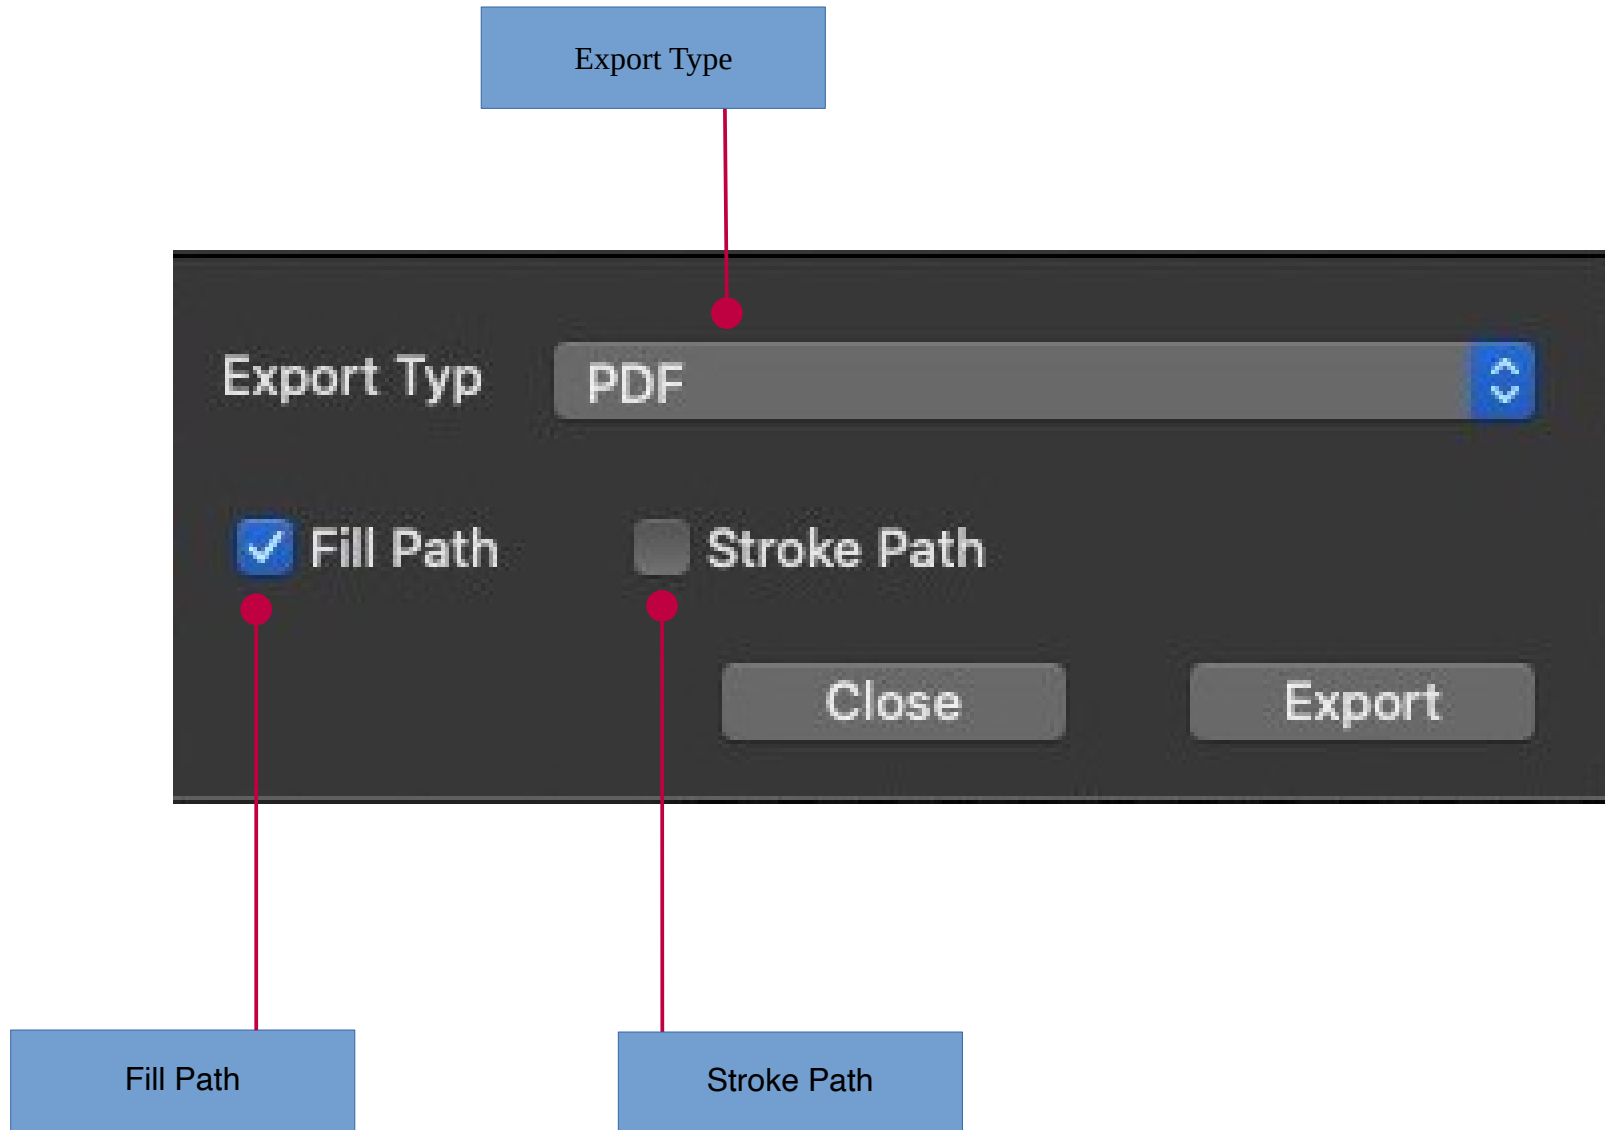 Export Type
Export Typ PDF
Fill Path Stroke Path
Close Export
Fill Path Stroke Path